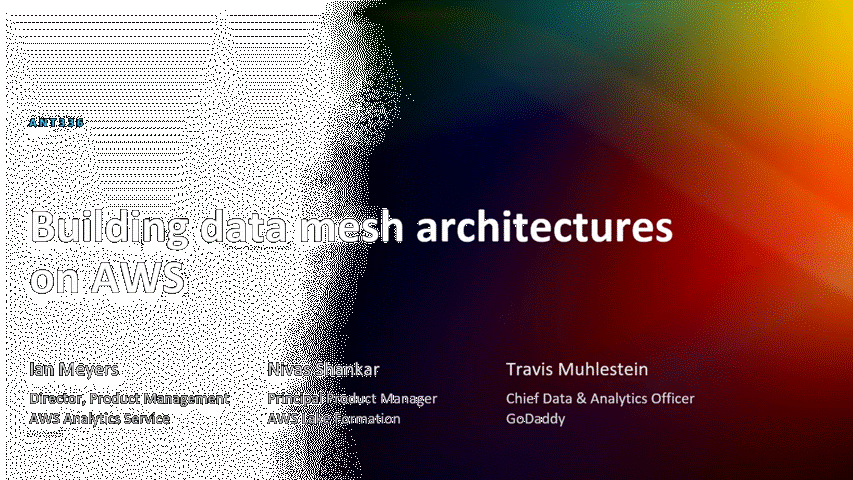 ANT336
Building data mesh architectures
on AWS
Ian Meyers
Director, Product Management
AWS Analytics Service
Nivas Shankar
Principal Product Manager
AWS Lake Formation
Travis Muhlestein
Chief Data & Analytics Officer
GoDaddy